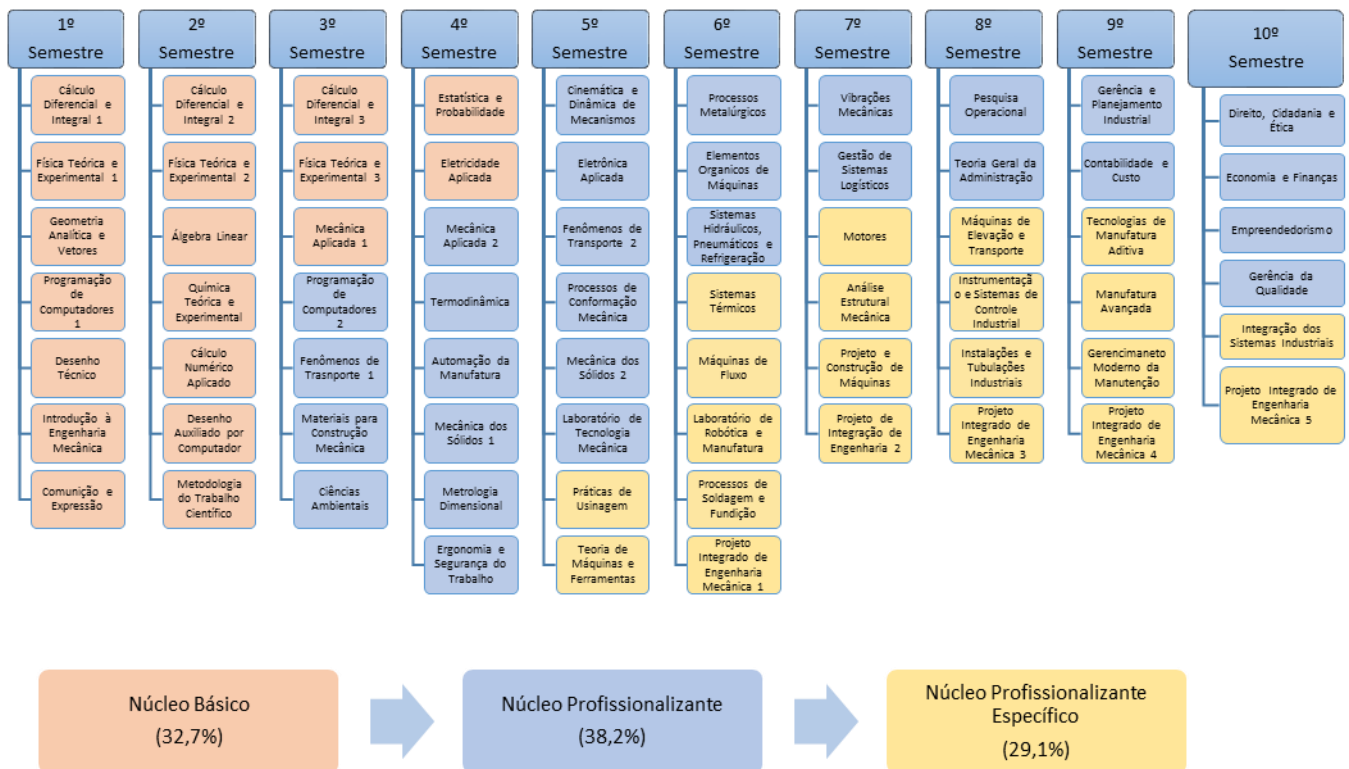 1º
Semestre
Cálculo
Diferencial e
Integral 1
Física Teórica e
Experimental 1
Geometria
Analítica e
Vetores
Programação
de
Computadores
1
Desenho
Técnico
Introdução à
Engenharia
Mecânica
Comunição e
Expressão
2º
Semestre
Cálculo
Diferencial e
Integral 2
Física Teórica e
Experimental 2
Álgebra Linear
Química
Teórica e
Experimental
Cálculo
Numérico
Aplicado
Desenho
Auxiliado por
Computador
Metodologia
do Trabalho
Científico
3º
Semestre
Cálculo
Diferencial e
Integral 3
Física Teórica e
Experimental 3
Mecânica
Aplicada 1
Programação
de
Computadores
2
Fenômenos de
Trasnporte 1
Materiais para
Construção
Mecânica
Ciências
Ambientais
4º
Semestre
Estatística e
Probabilidade
Eletricidade
Aplicada
Mecânica
Aplicada 2
Termodinâmica
Automação da
Manufatura
Mecânica dos
Sólidos 1
Metrologia
Dimensional
Ergonomia e
Segurança do
Trabalho
5º
Semestre
Cinemática e
Dinâmica de
Mecanismos
Eletrônica
Aplicada
Fenômenos de
Transporte 2
Processos de
Conformação
Mecânica
Mecânica dos
Sólidos 2
Laboratório de
Tecnologia
Mecânica
Práticas de
Usinagem
Teoria de
Máquinas e
Ferramentas
6º
Semestre
Processos
Metalúrgicos
Elementos
Organicos de
Máquinas
Sistemas
Hidráulicos,
Pneumáticos e
Refrigeração
Sistemas
Térmicos
Máquinas de
Fluxo
Laboratório de
Robótica e
Manufatura
Processos de
Soldagem e
Fundição
Projeto
Integrado de
Engenharia
Mecânica 1
7º
Semestre
Vibrações
Mecânicas
Gestão de
Sistemas
Logísticos
Motores
Análise
Estrutural
Mecânica
Projeto e
Construção de
Máquinas
Projeto de
Integração de
Engenharia 2
8º
Semestre
Pesquisa
Operacional
Teoria Geral da
Administração
Máquinas de
Elevação e
Transporte
Instrumentaçã
o e Sistemas de
Controle
Industrial
Instalações e
Tubulações
Industriais
Projeto
Integrado de
Engenharia
Mecânica 3
9º
Semestre
Gerência e
Planejamento
Industrial
Contabilidade e
Custo
Tecnologias de
Manufatura
Aditiva
Manufatura
Avançada
Gerencimaneto
Moderno da
Manutenção
Projeto
Integrado de
Engenharia
Mecânica 4
10º
Semestre
Direito, Cidadania e
Ética
Economia e Finanças
Empreendedorismo
Gerência da
Qualidade
Integração dos
Sistemas Industriais
Projeto Integrado de
Engenharia
Mecânica 5
Núcleo Básico
(32,7%)
Núcleo Profissionalizante
(38,2%)
Núcleo Profissionalizante
Específico
(29,1%)